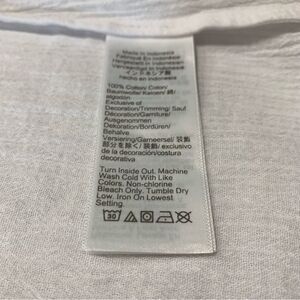 Made in Indonesia
Fabriqué En Indonésie
Hergestellt In Indonesien
Vervaardigd In Indonesië
インドネシア製
Hecho en Indonesia
100% Cotton/ Coton/
Baumwolle/ Katoen/ 綿/
algodón
Exclusive of
Decoration/Trimming/ Sauf
Décoration/Garniture/
Ausgenommen
Dekoration/Bordüren/
Behalve
Versiering/Garneersel/ 装飾
部分を除く/ exclusivo
de la decoración/costura
decorativa
Turn Inside Out. Machine
Wash Cold With Like
Colors. Non-chlorine
Bleach Only. Tumble Dry
Low. Iron On Lowest
Setting.
30